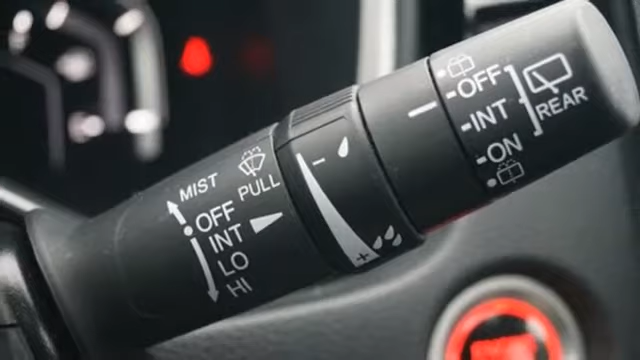 MIST
OFF
INT
LO
HI
PULL
-
+
OFF
INT
ON
REAR